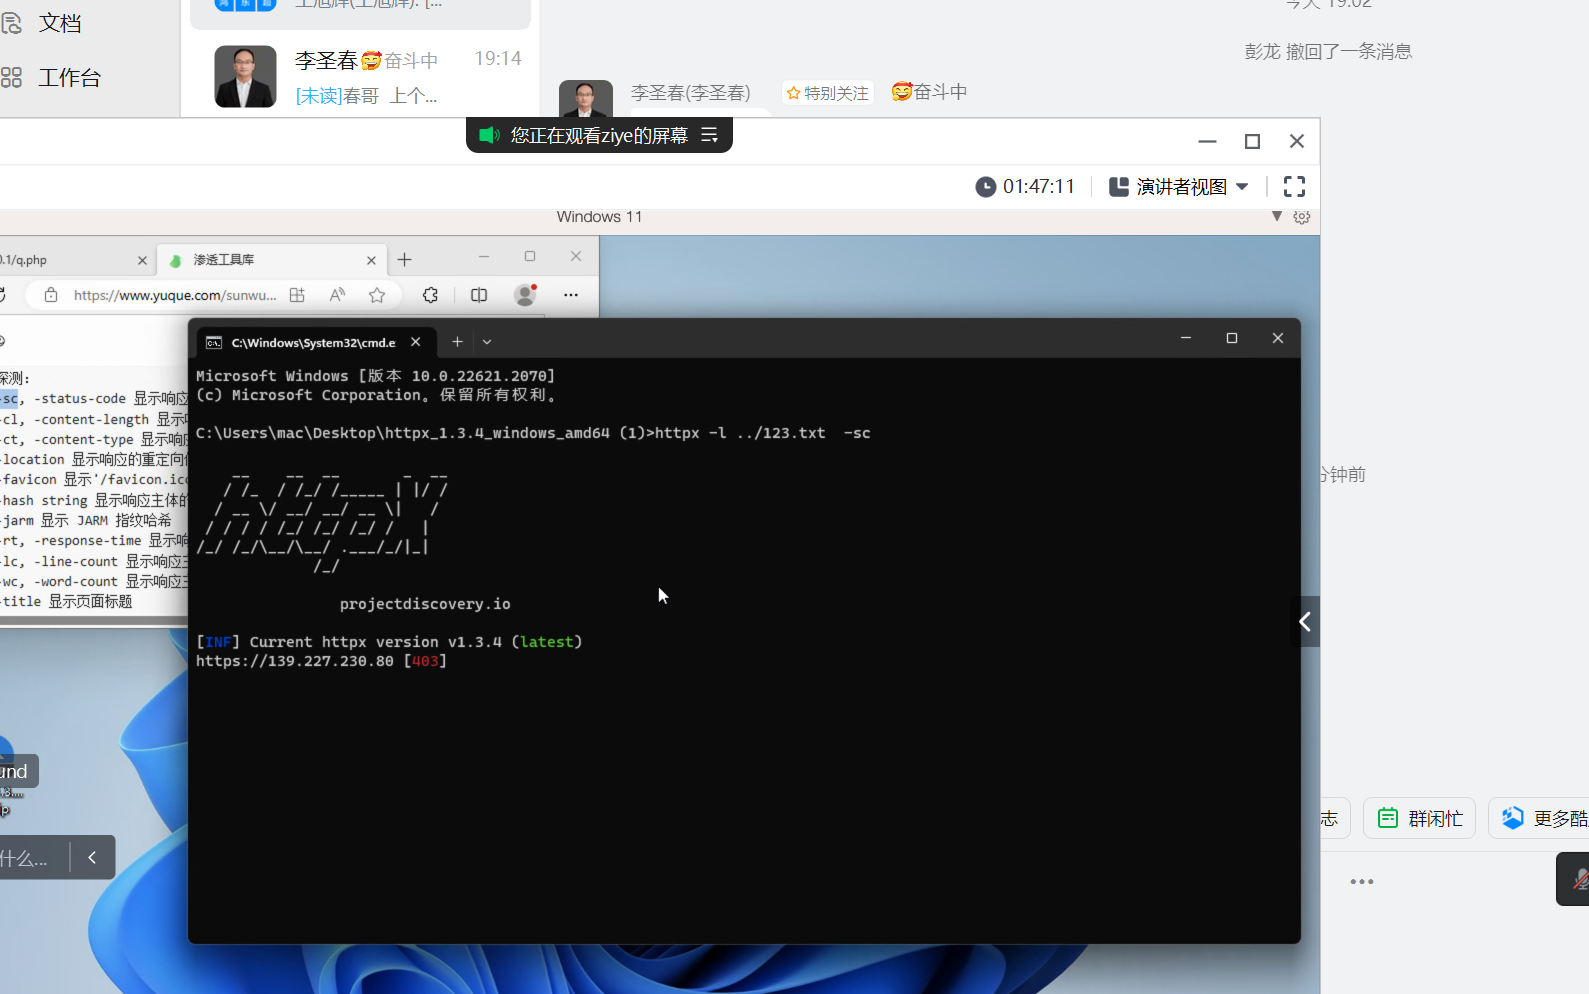 文档
工作台
李圣春🥰奋斗中
19:14
[未读]春哥 上个...
今天 19:02
彭龙 撤回了一条消息
李圣春(李圣春)
特别关注
🥰奋斗中
您正在观看ziye的屏幕
01:47:11
演讲者视图
Windows 11
0.1/q.php
渗透工具库
https://www.yuque.com/sunwu...
探测:
-sc, -status-code 显示响应
-cl, -content-length 显示
-ct, -content-type 显示响
-location 显示响应的重定向
-favicon 显示'/favicon.ic
-hash string 显示响应主体的
-jarm 显示 JARM 指纹哈希
-rt, -response-time 显示响
-lc, -line-count 显示响应
-wc, -word-count 显示响应
-title 显示页面标题
C:\Windows\System32\cmd.e
Microsoft Windows [版本 10.0.22621.2070]
(c) Microsoft Corporation。保留所有权利。
C:\Users\mac\Desktop\httpx_1.3.4_windows_amd64 (1)>httpx -l ../123.txt  -sc
projectdiscovery.io
[INF] Current httpx version v1.3.4 (latest)
https://139.227.230.80 [403]
分钟前
und
什么...
志
群闲忙
更多酷